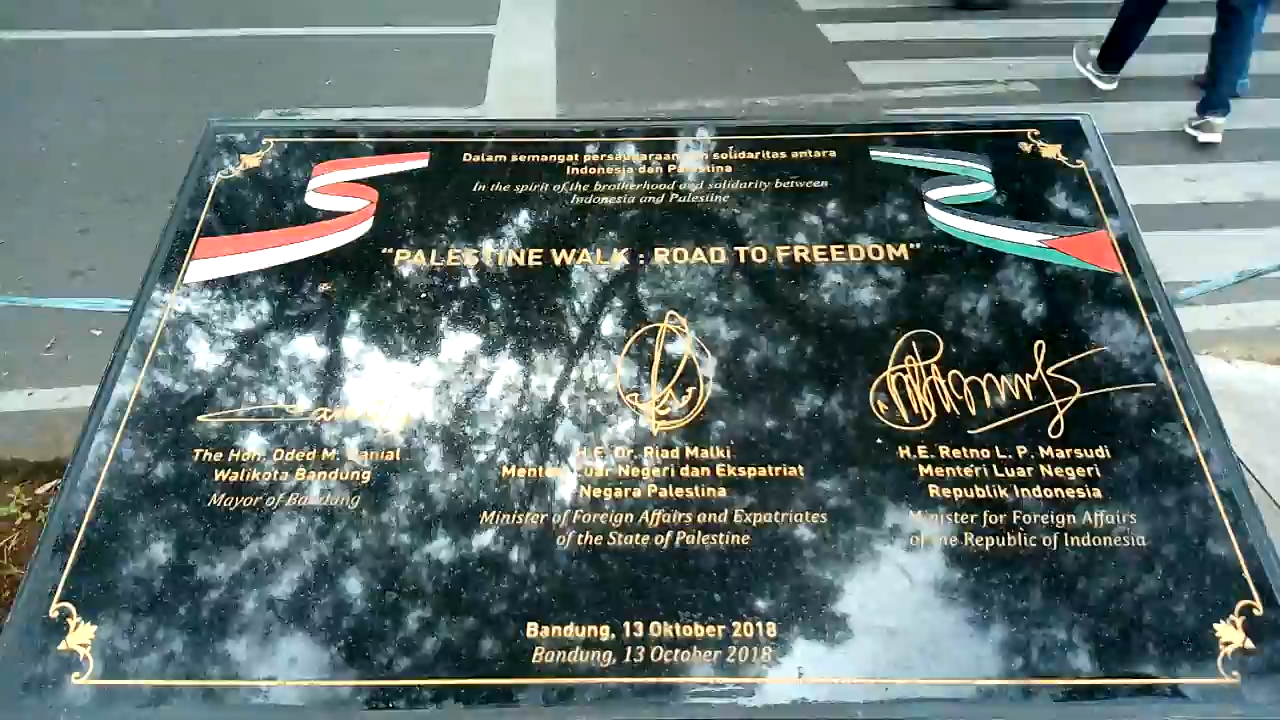 Dalam semangat persaudaraan dan solidaritas antara
Indonesia dan Palestina
In the spirit of the brotherhood and solidarity between
Indonesia and Palestine
"PALESTINE WALK : ROAD TO FREEDOM"
The Hon. Oded M. Danial
Walikota Bandung
Mayor of Bandung
H.E. Dr. Riad Malki
Menteri Luar Negeri dan Ekspatriat
Negara Palestina
Minister of Foreign Affairs and Expatriates
of the State of Palestine
H.E. Retno L. P. Marsudi
Menteri Luar Negeri
Republik Indonesia
Minister for Foreign Affairs
of the Republic of Indonesia
Bandung, 13 Oktober 2018
Bandung, 13 October 2018